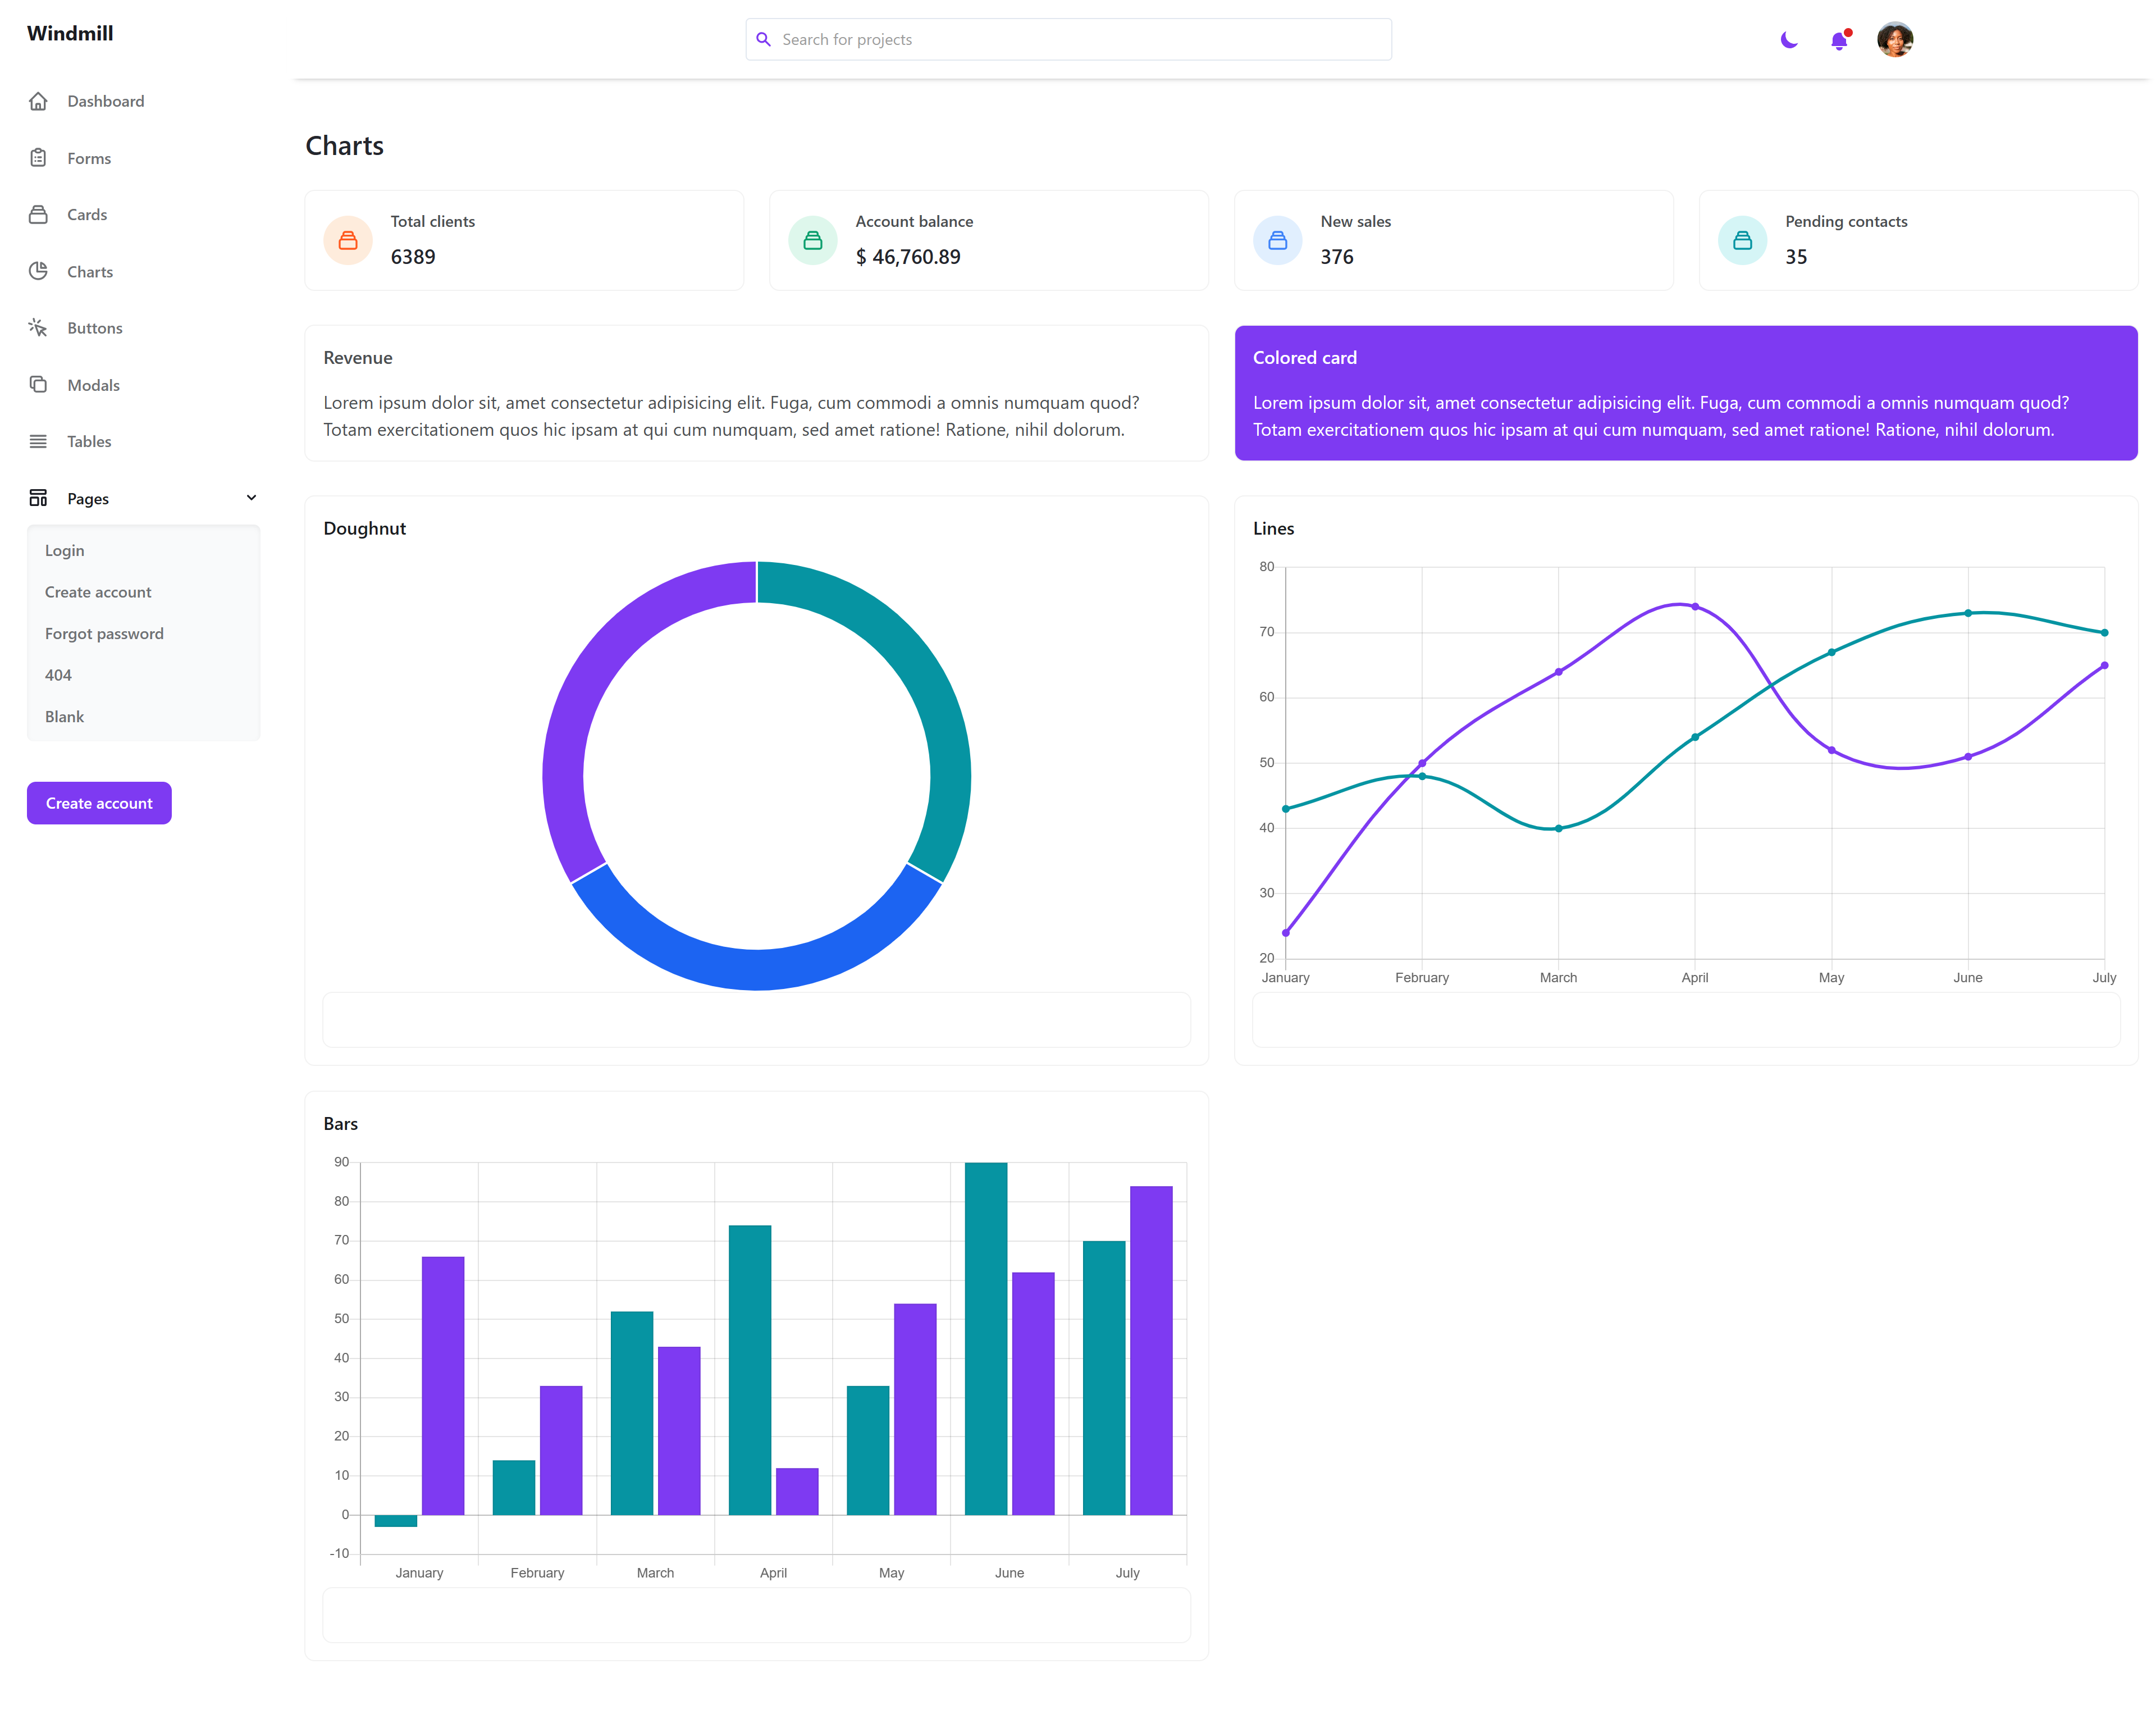 Windmill
Search for projects
Dashboard
Forms
Cards
Charts
Buttons
Modals
Tables
Pages
Login
Create account
Forgot password
404
Blank
Create account
Charts
Total clients
6389
Account balance
$ 46,760.89
New sales
376
Pending contacts
35
Revenue
Lorem ipsum dolor sit, amet consectetur adipisicing elit. Fuga, cum commodi a omnis numquam quod?
Totam exercitationem quos hic ipsam at qui cum numquam, sed amet ratione! Ratione, nihil dolorum.
Colored card
Lorem ipsum dolor sit, amet consectetur adipisicing elit. Fuga, cum commodi a omnis numquam quod?
Totam exercitationem quos hic ipsam at qui cum numquam, sed amet ratione! Ratione, nihil dolorum.
Doughnut
Lines
80
70
60
50
40
30
20
January February March April May June July
Bars
90
80
70
60
50
40
30
20
10
0
-10
January February March April May June July